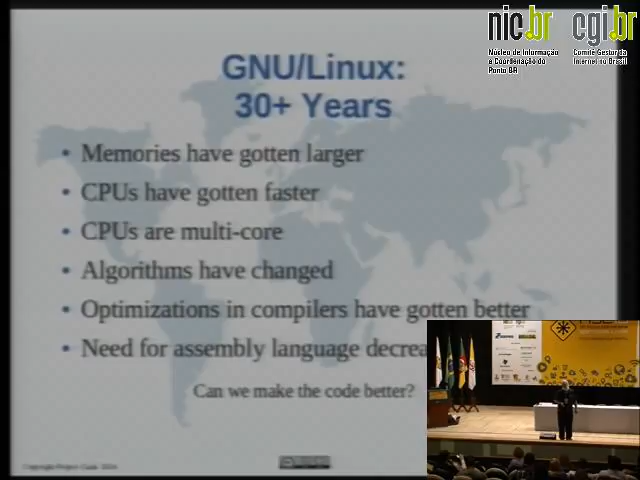 nic.br cgi.br
Núcleo de Informação
e Coordenação do
Ponto BR
Comitê Gestor da
Internet no Brasil
GNU/Linux:
30+ Years
• Memories have gotten larger
• CPUs have gotten faster
• CPUs are multi-core
• Algorithms have changed
• Optimizations in compilers have gotten better
• Need for assembly language decrea
Can we make the code better?